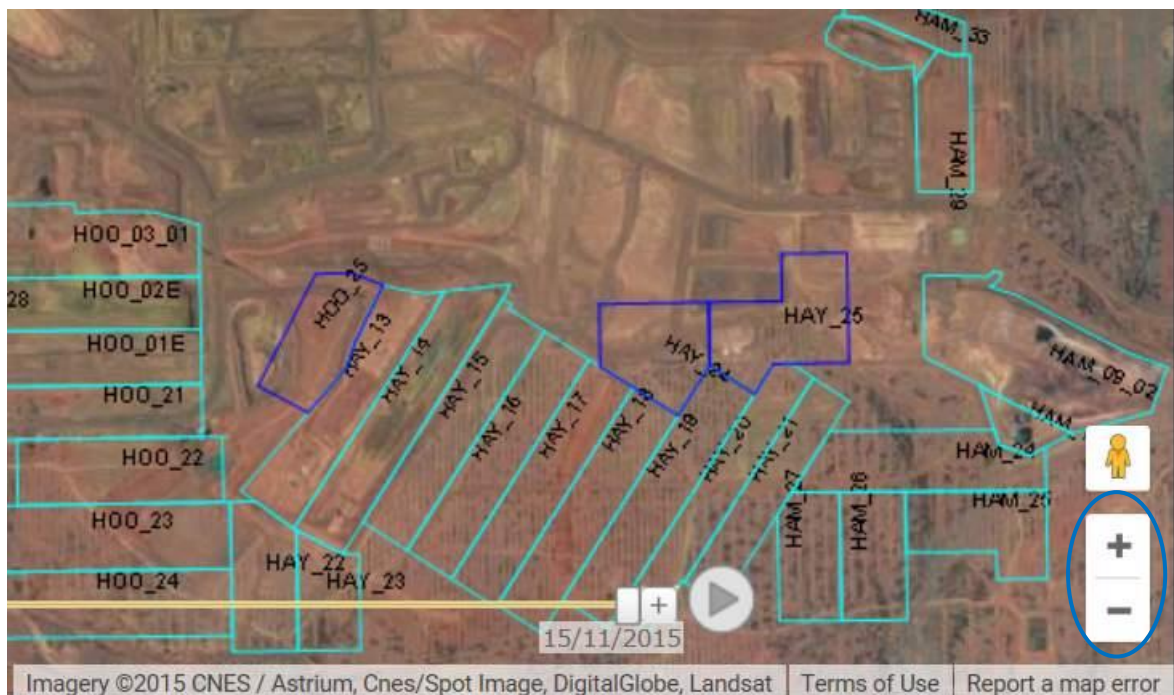 HAM_33
HAM_29
HOO_03_01
28
HOO_02E
HOO_25
HAY_25
HOO_01E
HAY_13
HAY_14
HAY_15
HAY_24
HAM_09_02
HOO_21
HAY_16
HAY_17
HAY_18
HAY_19
HAY_20
HAY_21
HAM_
HOO_22
HAM_27
HAM_26
HAM_25
HOO_23
HAY_22
HAY_23
HOO_24
+
+
−
15/11/2015
Imagery ©2015 CNES / Astrium, Cnes/Spot Image, DigitalGlobe, Landsat
Terms of Use
Report a map error